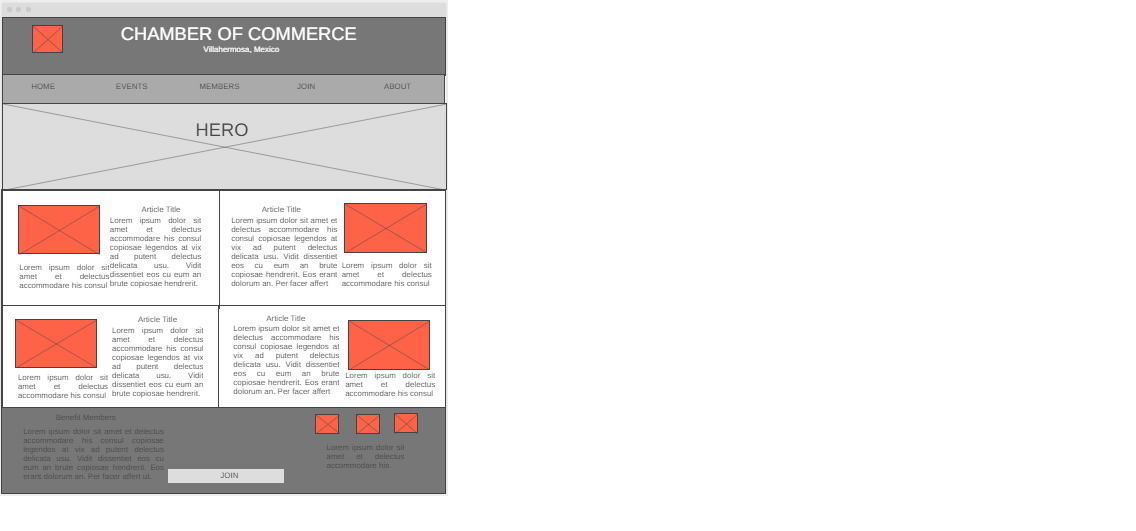 CHAMBER OF COMMERCE
Villahermosa, Mexico
HOME EVENTS MEMBERS JOIN ABOUT
HERO
Article Title
Lorem ipsum dolor sit
amet et delectus
accommodare his consul
copiosae legendos at vix
ad putent delectus
delicata usu. Vidit
dissentiet eos cu eum an
brute copiosae hendrerit.
Lorem ipsum dolor sit
amet et delectus
accommodare his consul
Article Title
Lorem ipsum dolor sit amet et
delectus accommodare his
consul copiosae legendos at
vix ad putent delectus
delicata usu. Vidit dissentiet
eos cu eum an brute
copiosae hendrerit. Eos erant
dolorum an. Per facer affert
Lorem ipsum dolor sit
amet et delectus
accommodare his consul
Article Title
Lorem ipsum dolor sit
amet et delectus
accommodare his consul
copiosae legendos at vix
ad putent delectus
delicata usu. Vidit
dissentiet eos cu eum an
brute copiosae hendrerit.
Lorem ipsum dolor sit
amet et delectus
accommodare his consul
Article Title
Lorem ipsum dolor sit amet et
delectus accommodare his
consul copiosae legendos at
vix ad putent delectus
delicata usu. Vidit dissentiet
eos cu eum an brute
copiosae hendrerit. Eos erant
dolorum an. Per facer affert
Lorem ipsum dolor sit
amet et delectus
accommodare his consul
Benefit Members
Lorem ipsum dolor sit amet et delectus
accommodare his consul copiosae
legendos at vix ad putent delectus
delicata usu. Vidit dissentiet eos cu
eum an brute copiosae hendrerit. Eos
erant dolorum an. Per facer affert ut.
JOIN
Lorem ipsum dolor sit
amet et delectus
accommodare his